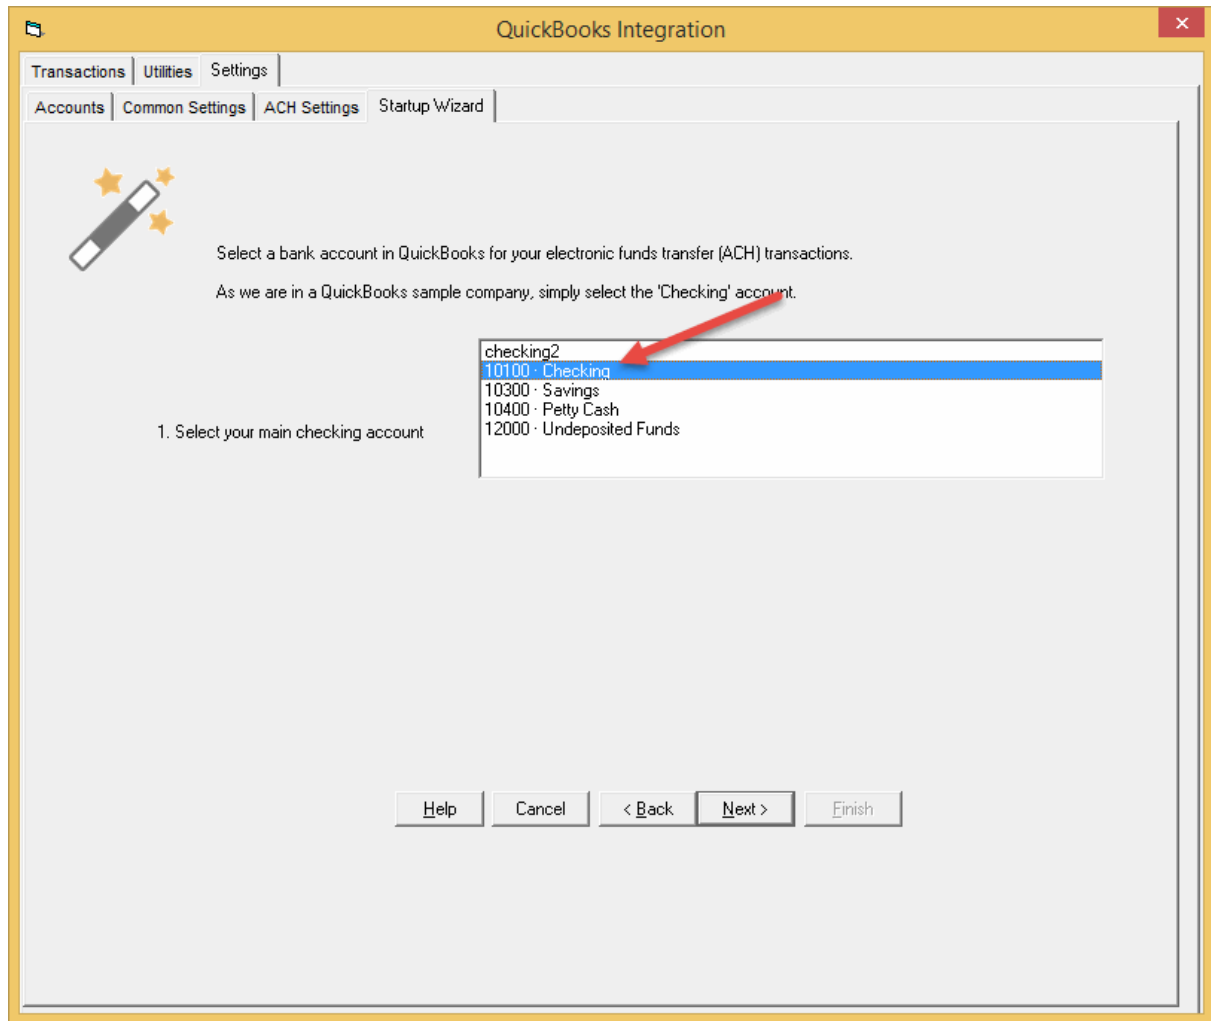 QuickBooks Integration
Transactions Utilities Settings
Accounts Common Settings ACH Settings Startup Wizard
Select a bank account in QuickBooks for your electronic funds transfer (ACH) transactions.
As we are in a QuickBooks sample company, simply select the 'Checking' account.
checking2
10100 · Checking
10300 · Savings
10400 · Petty Cash
12000 · Undeposited Funds
1. Select your main checking account
Help Cancel < Back Next > Finish